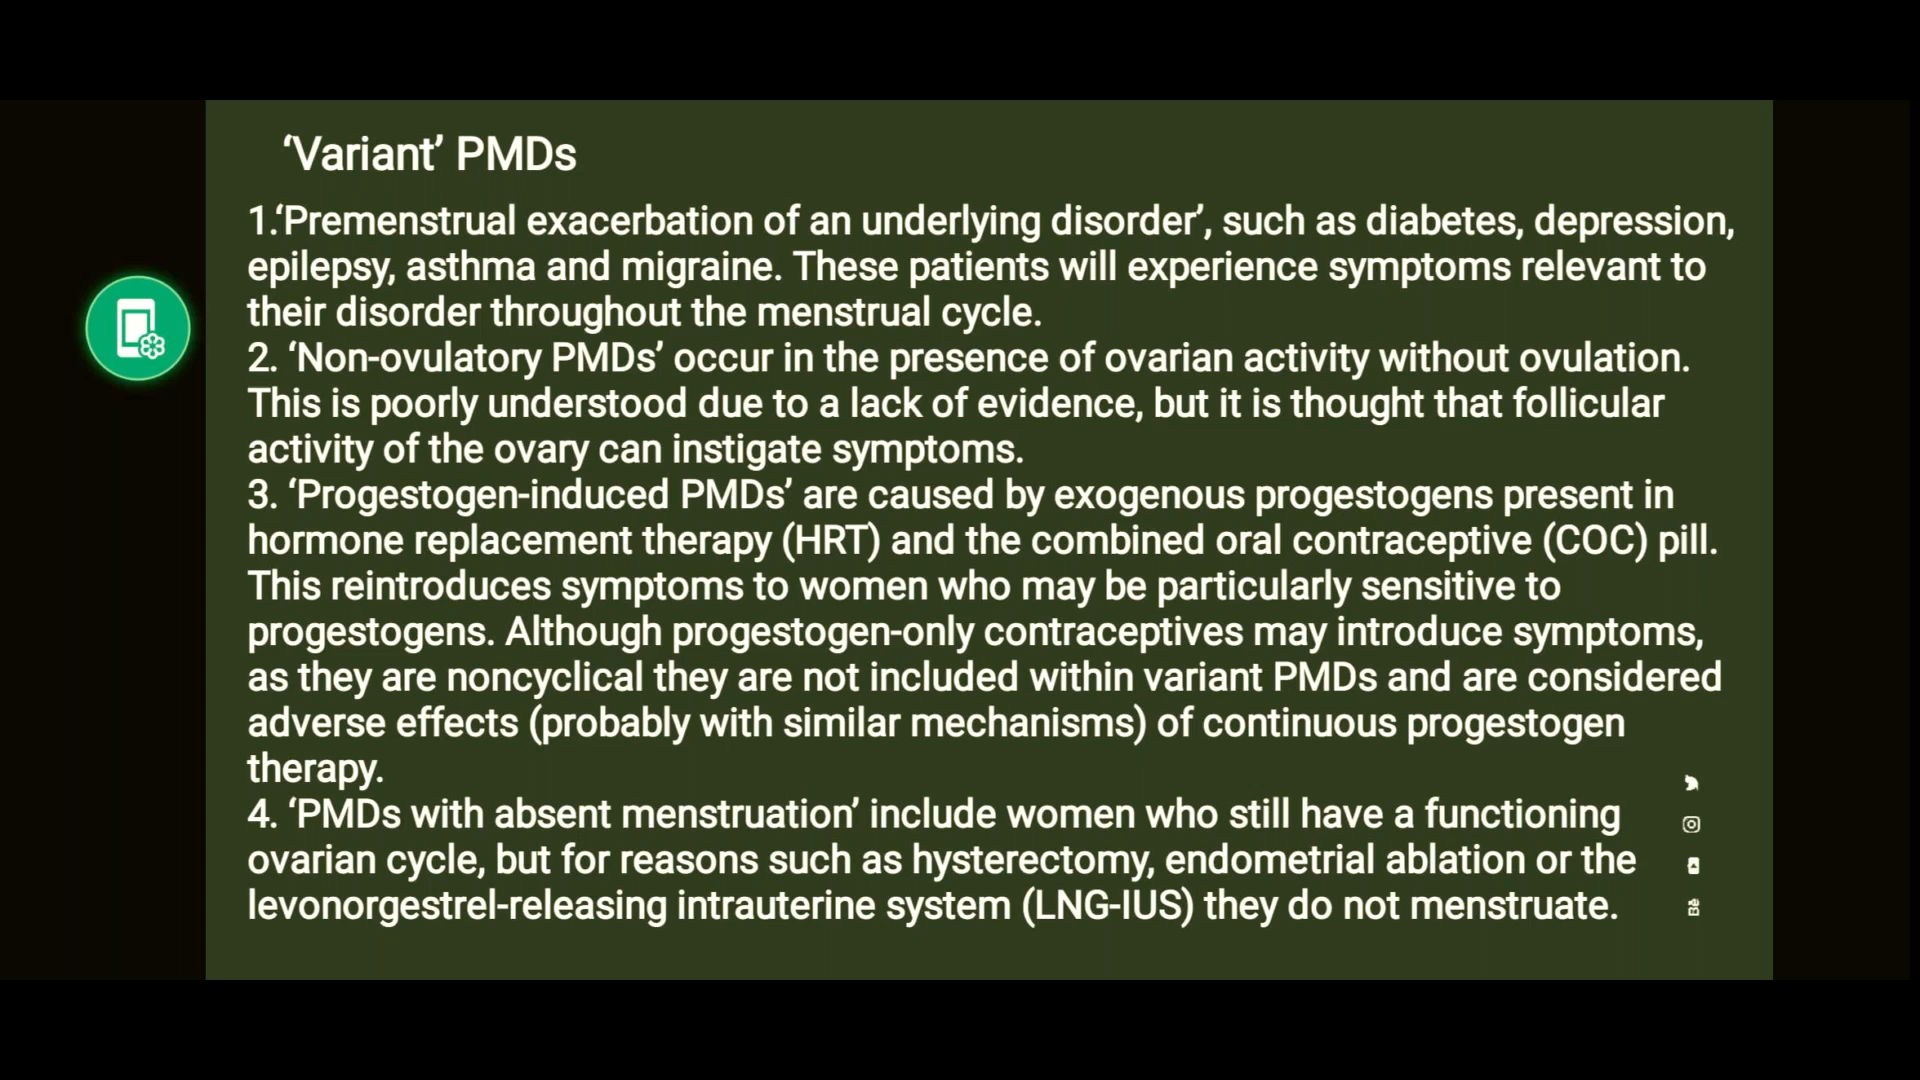 ‘Variant’ PMDs
1.‘Premenstrual exacerbation of an underlying disorder’, such as diabetes, depression,
epilepsy, asthma and migraine. These patients will experience symptoms relevant to
their disorder throughout the menstrual cycle.
2. ‘Non-ovulatory PMDs’ occur in the presence of ovarian activity without ovulation.
This is poorly understood due to a lack of evidence, but it is thought that follicular
activity of the ovary can instigate symptoms.
3. ‘Progestogen-induced PMDs’ are caused by exogenous progestogens present in
hormone replacement therapy (HRT) and the combined oral contraceptive (COC) pill.
This reintroduces symptoms to women who may be particularly sensitive to
progestogens. Although progestogen-only contraceptives may introduce symptoms,
as they are noncyclical they are not included within variant PMDs and are considered
adverse effects (probably with similar mechanisms) of continuous progestogen
therapy.
4. ‘PMDs with absent menstruation’ include women who still have a functioning
ovarian cycle, but for reasons such as hysterectomy, endometrial ablation or the
levonorgestrel-releasing intrauterine system (LNG-IUS) they do not menstruate.
Bē